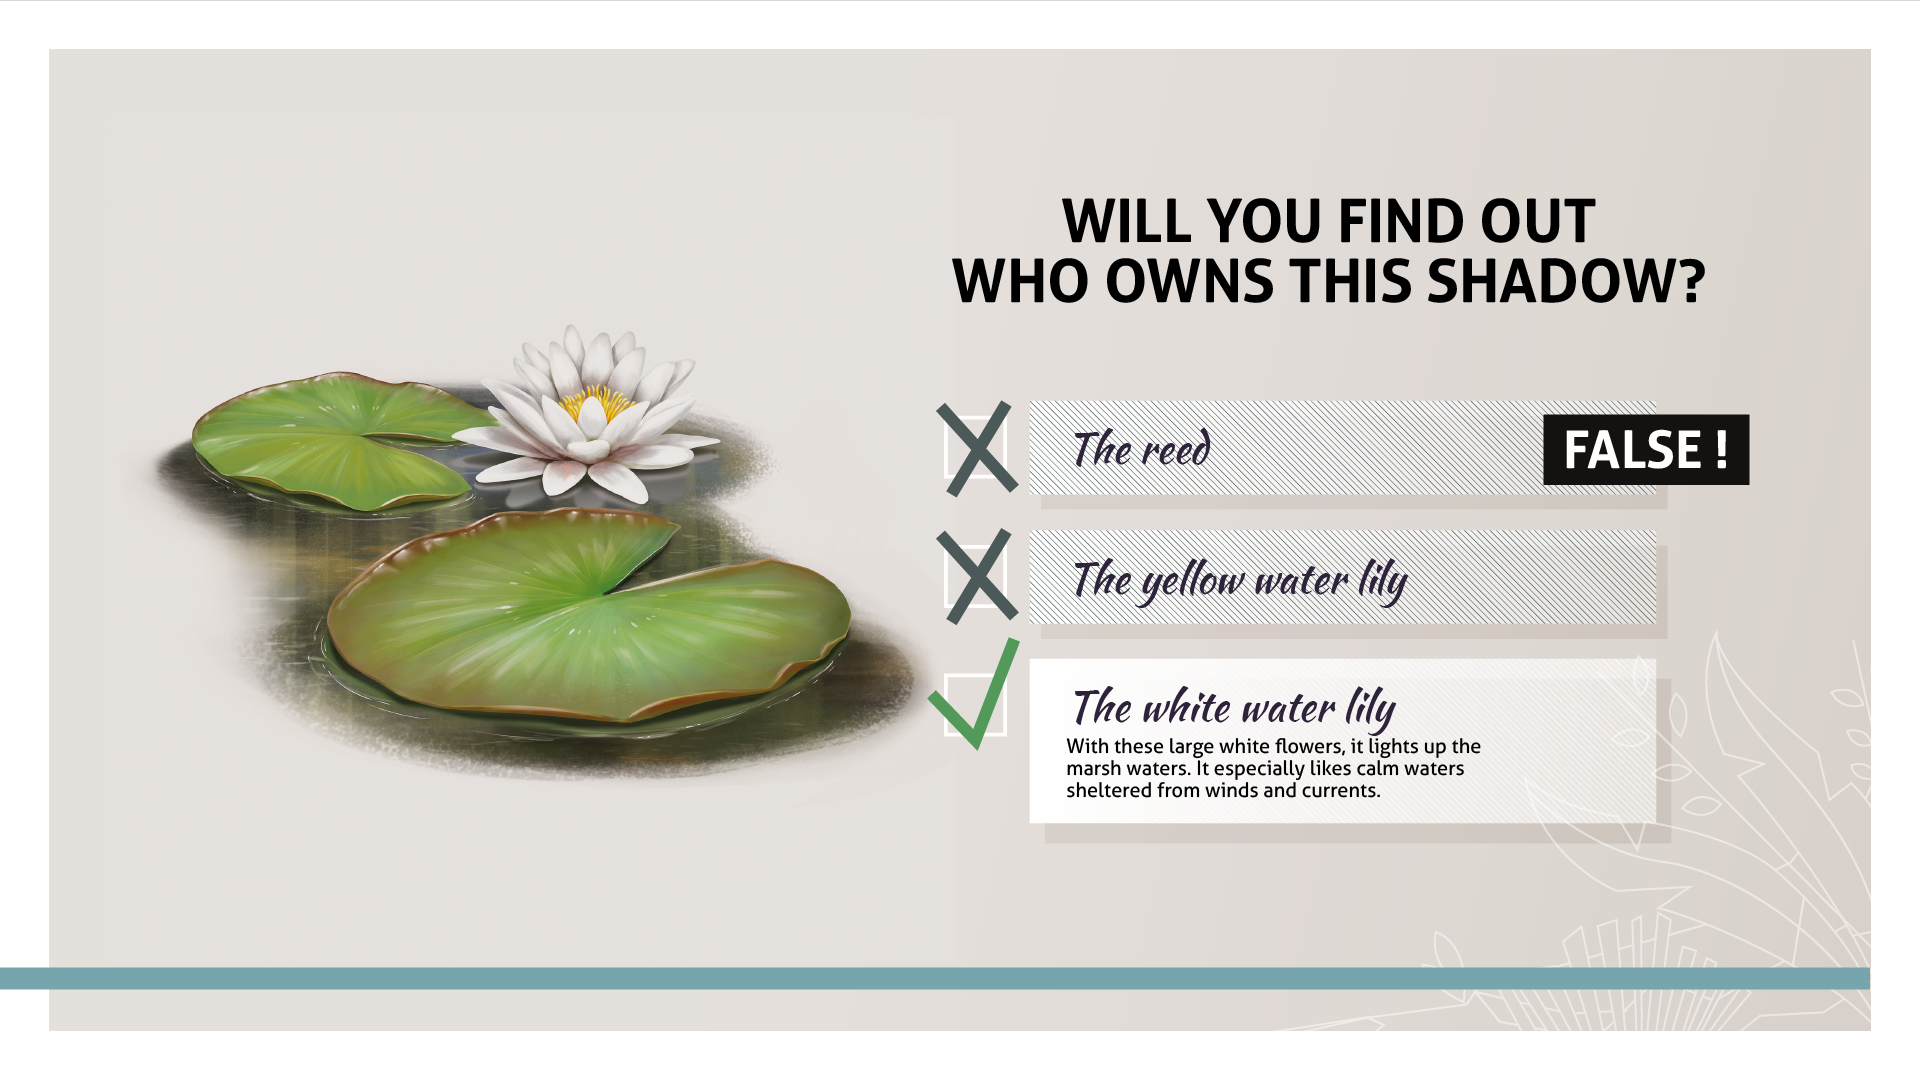 WILL YOU FIND OUT
WHO OWNS THIS SHADOW?
The reed
FALSE !
The yellow water lily
The white water lily
With these large white flowers, it lights up the
marsh waters. It especially likes calm waters
sheltered from winds and currents.